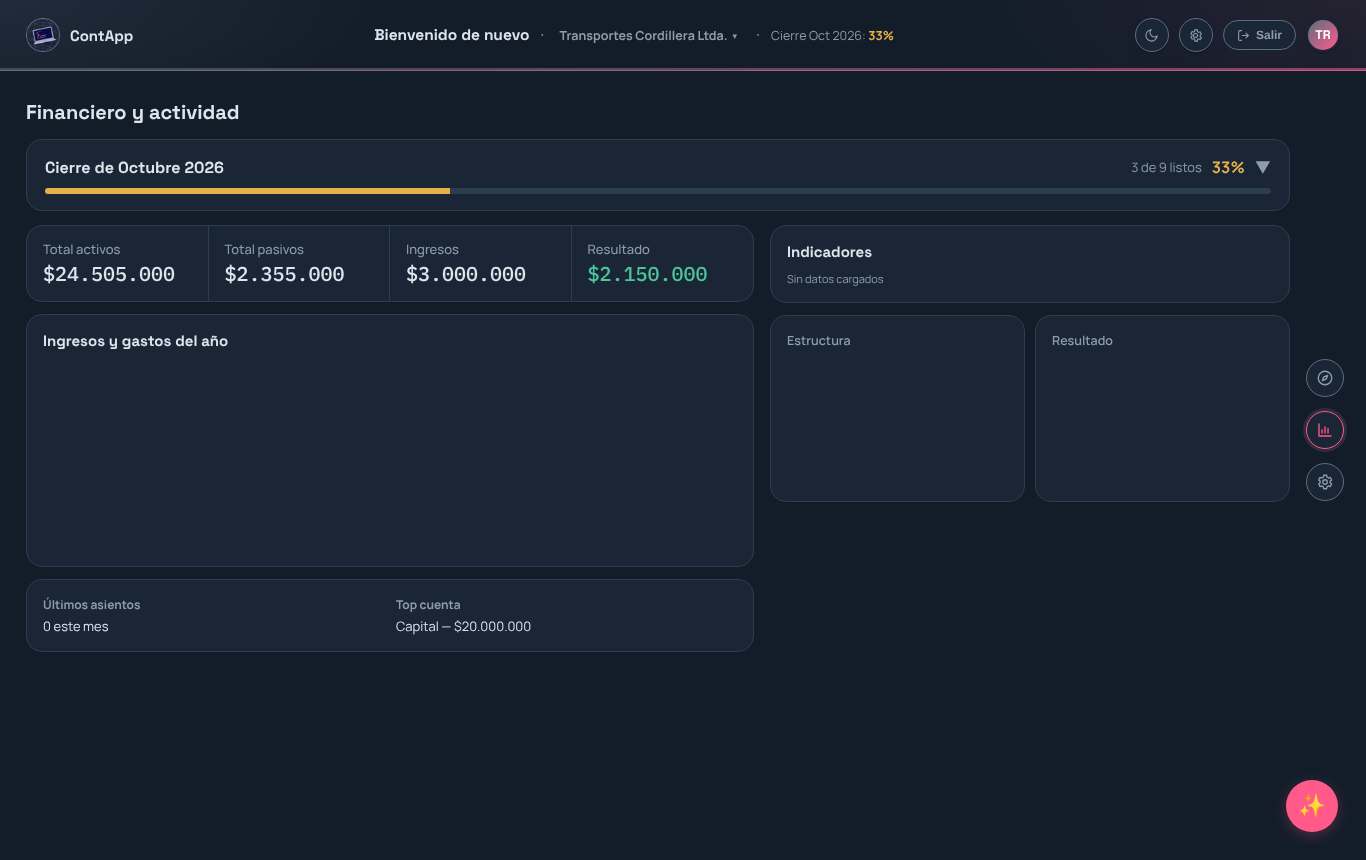 ContApp
Bienvenido de nuevo · Transportes Cordillera Ltda. ▾ · Cierre Oct 2026: 33%
Salir
TR
Financiero y actividad
Cierre de Octubre 2026
3 de 9 listos 33% ▼
Total activos
$24.505.000
Total pasivos
$2.355.000
Ingresos
$3.000.000
Resultado
$2.150.000
Indicadores
Sin datos cargados
Ingresos y gastos del año
Estructura
Resultado
Últimos asientos
0 este mes
Top cuenta
Capital — $20.000.000